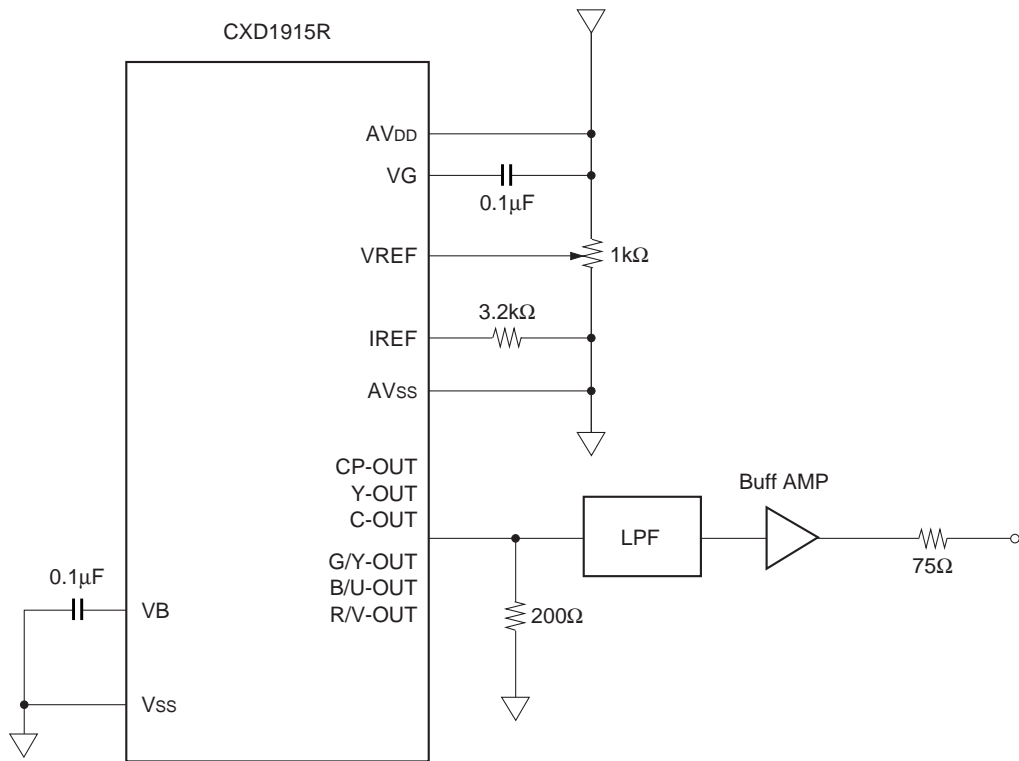 CXD1915R
AVDD
VG
0.1µF
VREF
1kΩ
3.2kΩ
IREF
AVSS
CP-OUT
Y-OUT
C-OUT
G/Y-OUT
B/U-OUT
R/V-OUT
Buff AMP
LPF
75Ω
200Ω
0.1µF
VB
VSS